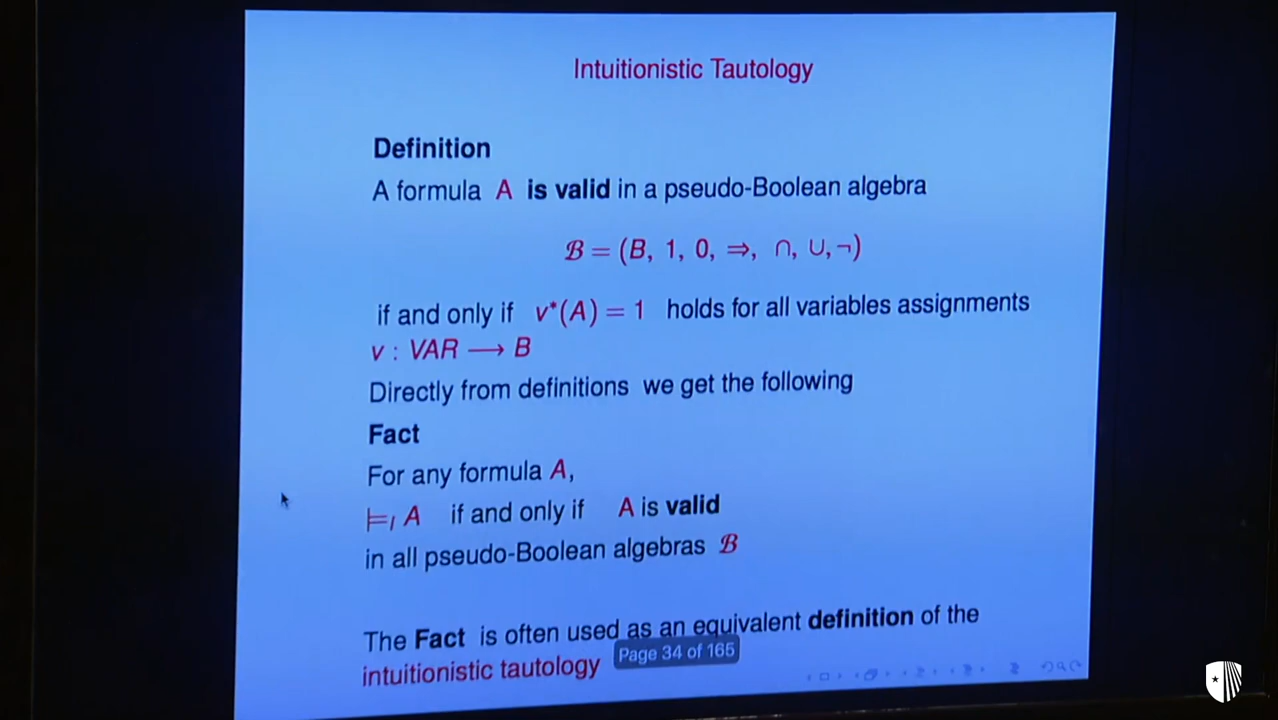 Intuitionistic Tautology
Definition
A formula A is valid in a pseudo-Boolean algebra
ℬ = (B, 1, 0, ⇒, ∩, ∪, ¬)
if and only if v*(A) = 1 holds for all variables assignments
v : VAR ⟶ B
Directly from definitions we get the following
Fact
For any formula A,
⊨I A if and only if A is valid
in all pseudo-Boolean algebras ℬ
The Fact is often used as an equivalent definition of the
intuitionistic tautology
Page 34 of 165